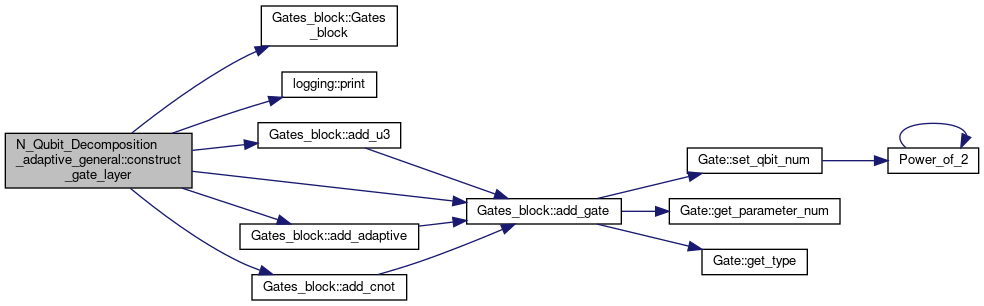 N_Qubit_Decomposition
_adaptive_general::construct
_gate_layer
Gates_block::Gates
_block
logging::print
Gates_block::add_u3
Gates_block::add_adaptive
Gates_block::add_cnot
Gates_block::add_gate
Gate::set_qbit_num
Gate::get_parameter_num
Gate::get_type
Power_of_2